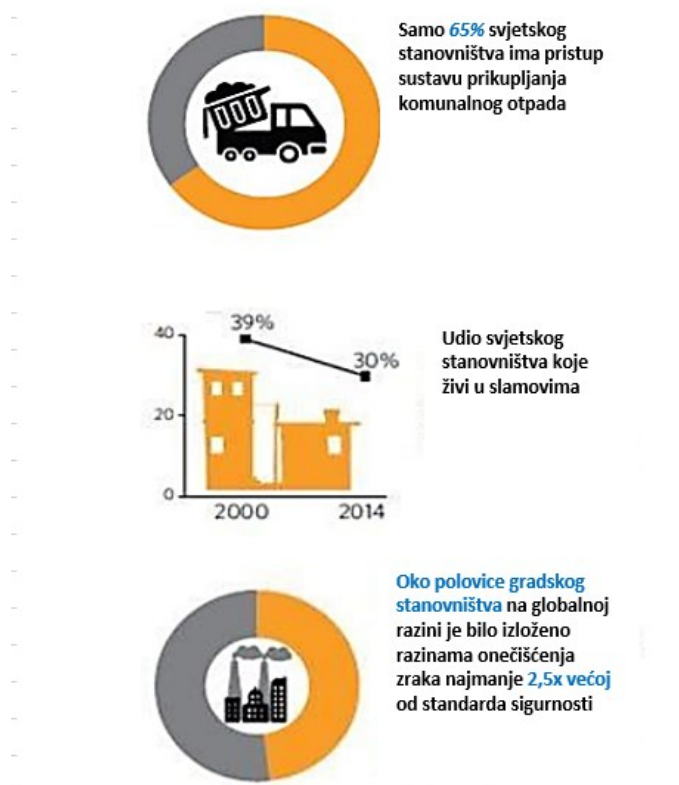 Samo 65% svjetskog
stanovništva ima pristup
sustavu prikupljanja
komunalnog otpada
39%
40
30%
20
0
2000 2014
Udio svjetskog
stanovništva koje
živi u slamovima
Oko polovice gradskog
stanovništva na globalnoj
razini je bilo izloženo
razinama onečišćenja
zraka najmanje 2,5x većoj
od standarda sigurnosti